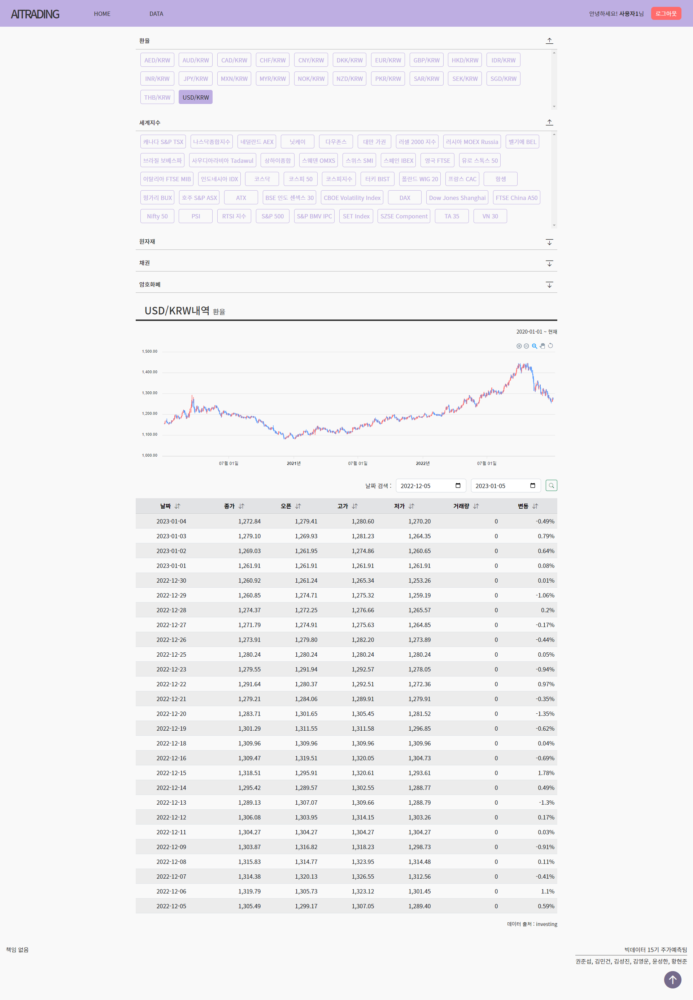 AITRADING HOME DATA 안녕하세요! 사용자1님 로그아웃
환율
AED/KRW AUD/KRW CAD/KRW CHF/KRW CNY/KRW DKK/KRW EUR/KRW GBP/KRW HKD/KRW IDR/KRW
INR/KRW JPY/KRW MXN/KRW MYR/KRW NOK/KRW NZD/KRW PKR/KRW SAR/KRW SEK/KRW SGD/KRW
THB/KRW USD/KRW
세계지수
캐나다 S&P TSX 나스닥종합지수 네덜란드 AEX 닛케이 다우존스 대만 가권 러셀 2000 지수 러시아 MOEX Russia 벨기에 BEL
브라질 보베스파 사우디아라비아 Tadawul 상하이종합 스웨덴 OMXS 스위스 SMI 스페인 IBEX 영국 FTSE 유로 스톡스 50
이탈리아 FTSE MIB 인도네시아 IDX 코스닥 코스피 50 코스피지수 터키 BIST 폴란드 WIG 20 프랑스 CAC 항셍
헝가리 BUX 호주 S&P ASX ATX BSE 인도 센섹스 30 CBOE Volatility Index DAX Dow Jones Shanghai FTSE China A50
Nifty 50 PSI RTSI 지수 S&P 500 S&P BMV IPC SET Index SZSE Component TA 35 VN 30
원자재
채권
암호화폐
USD/KRW내역 환율
2020-01-01 ~ 현재
1,500.00
1,400.00
1,300.00
1,200.00
1,100.00
1,000.00
07월 01일 2021년 07월 01일 2022년 07월 01일
날짜 검색 : 2022-12-05 2023-01-05
날짜 종가 오픈 고가 저가 거래량 변동
2023-01-04 1,272.84 1,279.41 1,280.60 1,270.20 0 -0.49%
2023-01-03 1,279.10 1,269.93 1,281.23 1,264.35 0 0.79%
2023-01-02 1,269.03 1,261.95 1,274.86 1,260.65 0 0.64%
2023-01-01 1,261.91 1,261.91 1,261.91 1,261.91 0 0.08%
2022-12-30 1,260.92 1,261.24 1,265.34 1,253.26 0 0.01%
2022-12-29 1,260.85 1,274.71 1,275.32 1,259.19 0 -1.06%
2022-12-28 1,274.37 1,272.25 1,276.66 1,265.57 0 0.2%
2022-12-27 1,271.79 1,274.91 1,275.63 1,264.85 0 -0.17%
2022-12-26 1,273.91 1,279.80 1,282.20 1,273.89 0 -0.44%
2022-12-25 1,280.24 1,280.24 1,280.24 1,280.24 0 0.05%
2022-12-23 1,279.55 1,291.94 1,292.57 1,278.05 0 -0.94%
2022-12-22 1,291.64 1,280.37 1,292.51 1,272.36 0 0.97%
2022-12-21 1,279.21 1,284.06 1,289.91 1,279.91 0 -0.35%
2022-12-20 1,283.71 1,301.65 1,305.45 1,281.52 0 -1.35%
2022-12-19 1,301.29 1,311.55 1,311.58 1,296.85 0 -0.62%
2022-12-18 1,309.96 1,309.96 1,309.96 1,309.96 0 0.04%
2022-12-16 1,309.47 1,319.51 1,320.05 1,304.73 0 -0.69%
2022-12-15 1,318.51 1,295.91 1,320.61 1,293.61 0 1.78%
2022-12-14 1,295.42 1,289.57 1,302.55 1,288.77 0 0.49%
2022-12-13 1,289.13 1,307.07 1,309.66 1,288.79 0 -1.3%
2022-12-12 1,306.08 1,303.95 1,314.15 1,303.26 0 0.17%
2022-12-11 1,304.27 1,304.27 1,304.27 1,304.27 0 0.03%
2022-12-09 1,303.87 1,316.82 1,318.23 1,298.73 0 -0.91%
2022-12-08 1,315.83 1,314.77 1,323.95 1,314.48 0 0.11%
2022-12-07 1,314.38 1,320.13 1,326.55 1,312.56 0 -0.41%
2022-12-06 1,319.79 1,305.73 1,323.12 1,301.45 0 1.1%
2022-12-05 1,305.49 1,299.17 1,307.05 1,289.40 0 0.59%
데이터 출처 : investing
책임 없음 빅데이터 15기 주가예측팀
권준섭, 김민건, 김성진, 김영운, 윤성한, 황현준